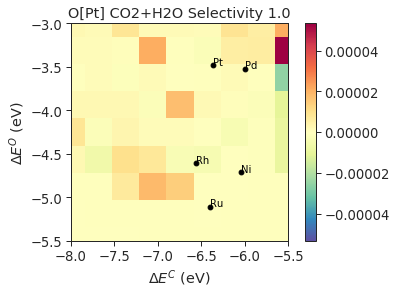 O[Pt] CO2+H2O Selectivity 1.0
−3.0
−3.5
−4.0
−4.5
−5.0
−5.5
ΔE^O (eV)
Pt
Pd
Rh
Ni
Ru
−8.0 −7.5 −7.0 −6.5 −6.0 −5.5
ΔE^C (eV)
0.00004
0.00002
0.00000
−0.00002
−0.00004